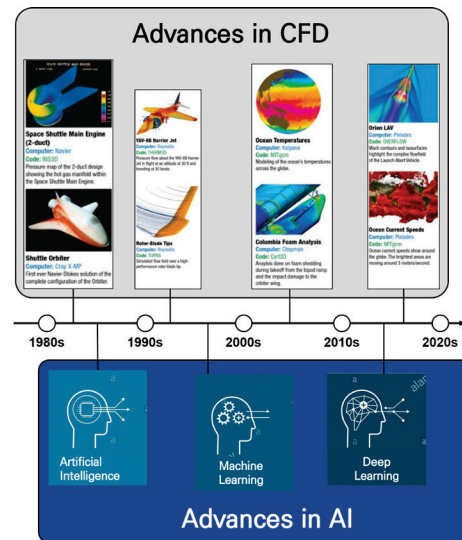 Advances in CFD
Space Shuttle Main Engine
(2-duct)
Computer: Navier
Code: INS3D
Pressure map of the 2-duct design
showing the hot gas manifold within
the Space Shuttle Main Engine.
Shuttle Orbiter
Computer: Cray X-MP
First ever Navier-Stokes solution of the
complete configuration of the Orbiter.
YAV-8B Harrier Jet
Computer: Reynolds
Pressure flow about the YAV-8B Harrier
Jet in flight at an altitude of 30 ft and
traveling at 30 knots.
Rotor-Blade Tips
Computer: Reynolds
Code: TURNS
Simulated flow field over a high-
performance rotor blade tip.
Ocean Temperatures
Computer: Kalpana
Code: MITgcm
Modeling of the ocean's temperatures
across the globe.
Columbia Foam Analysis
Computer: Chapman
Code: Cart3D
Analysis done on foam shedding
during takeoff from the bipod ramp
and the impact damage to the
orbiter wing.
Orion LAV
Computer: Pleiades
Code: OVERFLOW
Mach contours and isosurfaces
highlight the complex flowfield
of the Launch Abort Vehicle.
Ocean Current Speeds
Computer: Pleiades
Code: MITgcm
Ocean current speeds show around
the globe. The brightest areas are
moving around 3 meters/second.
1980s
1990s
2000s
2010s
2020s
Artificial
Intelligence
Machine
Learning
Deep
Learning
Advances in AI